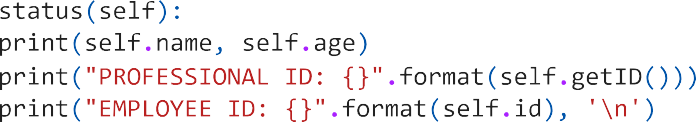 status(self):
print(self.name, self.age)
print("PROFESSIONAL ID: {}".format(self.getID()))
print("EMPLOYEE ID: {}".format(self.id), '\n')